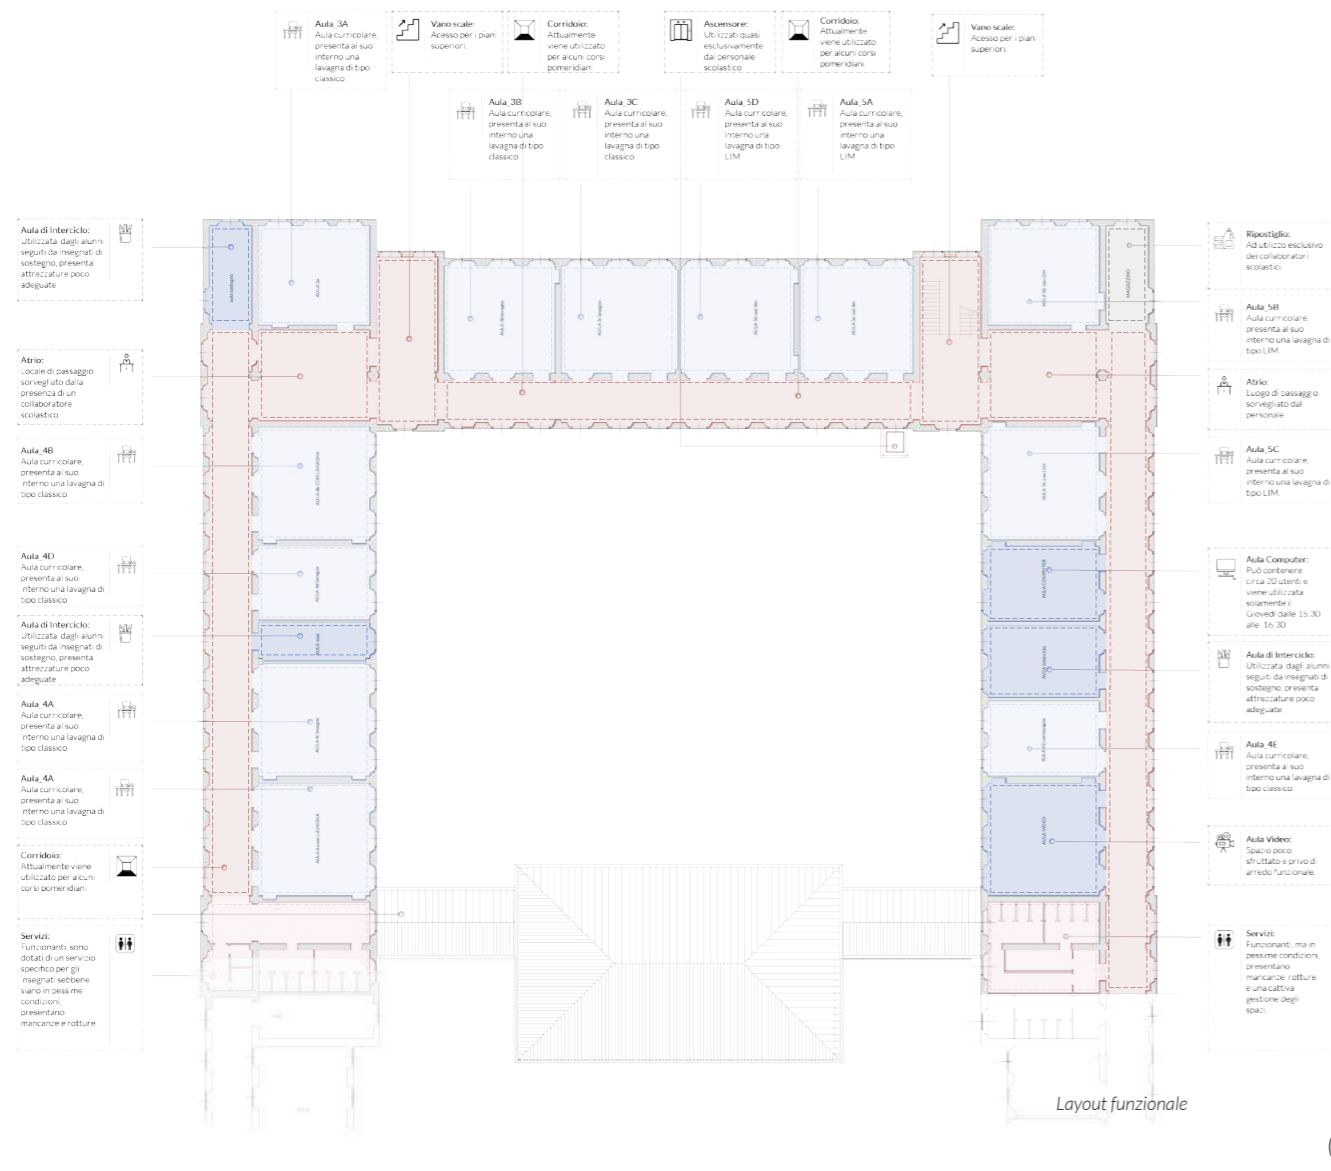 Aula_3A
Aula curricolare,
presenta al suo
interno una
lavagna di tipo
classico
Vano scale:
Acesso per i piani
superiori.
Corridoio:
Attualmente
viene utilizzato
per alcuni corsi
pomeridiani
Ascensore:
Utilizzati quasi
esclusivamente
dal personale
scolastico
Corridoio:
Attualmente
viene utilizzato
per alcuni corsi
pomeridiani
Vano scale:
Acesso per i piani
superiori.
Aula_3B
Aula curricolare,
presenta al suo
interno una
lavagna di tipo
classico
Aula_3C
Aula curricolare,
presenta al suo
interno una
lavagna di tipo
classico
Aula_5D
Aula curricolare,
presenta al suo
interno una
lavagna di tipo
LIM
Aula_5A
Aula curricolare,
presenta al suo
interno una
lavagna di tipo
LIM
Aula di Interciclo:
Utilizzata dagli alunni
seguiti da insegnati di
sostegno, presenta
attrezzature poco
adeguate
Atrio:
Locale di passaggio
sorvegliato dalla
presenza di un
collaboratore
scolastico
Aula_4B
Aula curricolare,
presenta al suo
interno una lavagna di
tipo classico
Aula_4D
Aula curricolare,
presenta al suo
interno una lavagna di
tipo classico
Aula di Interciclo:
Utilizzata dagli alunni
seguiti da insegnati di
sostegno, presenta
attrezzature poco
adeguate
Aula_4A
Aula curricolare,
presenta al suo
interno una lavagna di
tipo classico
Aula_4A
Aula curricolare,
presenta al suo
interno una lavagna di
tipo classico
Corridoio:
Attualmente viene
utilizzato per alcuni
corsi pomeridiani
Servizi:
Funzionanti, sono
dotati di un servizio
specifico per gli
insegnati sebbene
siano in pessime
condizioni,
presentano
mancanze e rotture
AULA 3a
MAGAZZINO
AULA 4b CON LAVAGNA
AULA COMPUTER
AULA VIDEO
Ripostiglio:
Ad utilizzo esclusivo
dei collaboratori
scolastici.
Aula_5B
Aula curricolare,
presenta al suo
interno una lavagna di
tipo LIM.
Atrio:
Luogo di passaggio,
sorvegliato dal
personale.
Aula_5C
Aula curricolare,
presenta al suo
interno una lavagna di
tipo LIM.
Aula Computer:
Può contenere
circa 20 utenti e
viene utilizzata
solamente il
Giovedì dalle 15:30
alle 16:30
Aula di Interciclo:
Utilizzata dagli alunni
seguiti da insegnati di
sostegno, presenta
attrezzature poco
adeguate
Aula_4E
Aula curricolare,
presenta al suo
interno una lavagna di
tipo classico
Aula Video:
Spazio poco
sfruttato e privo di
arredo funzionale.
Servizi:
Funzionanti, ma in
pessime condizioni,
presentano
mancanze, rotture
e una cattiva
gestione degli
spazi.
Layout funzionale